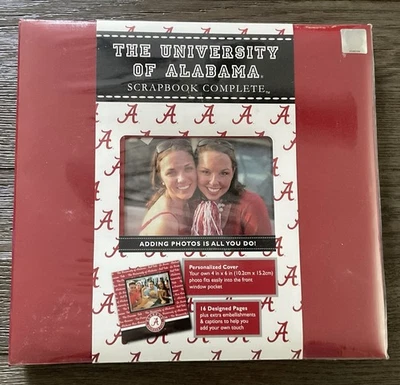 THE UNIVERSITY
OF ALABAMA®
SCRAPBOOK COMPLETE™
ADDING PHOTOS IS ALL YOU DO!
Personalized Cover
Your own 4 in x 6 in (10.2cm x 15.2cm)
photo fits easily into the front
window pocket
16 Designed Pages
plus extra embellishments
& captions to help you
add your own touch